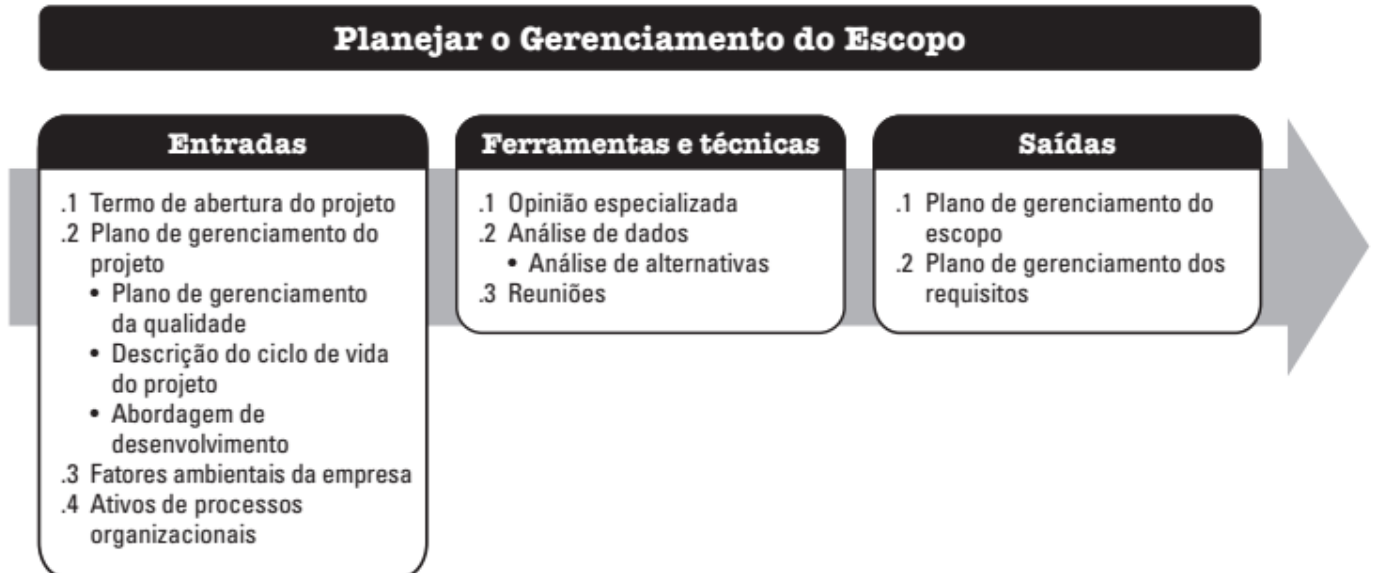 Planejar o Gerenciamento do Escopo
Entradas
.1 Termo de abertura do projeto
.2 Plano de gerenciamento do
projeto
• Plano de gerenciamento
da qualidade
• Descrição do ciclo de vida
do projeto
• Abordagem de
desenvolvimento
.3 Fatores ambientais da empresa
.4 Ativos de processos
organizacionais
Ferramentas e técnicas
.1 Opinião especializada
.2 Análise de dados
• Análise de alternativas
.3 Reuniões
Saídas
.1 Plano de gerenciamento do
escopo
.2 Plano de gerenciamento dos
requisitos